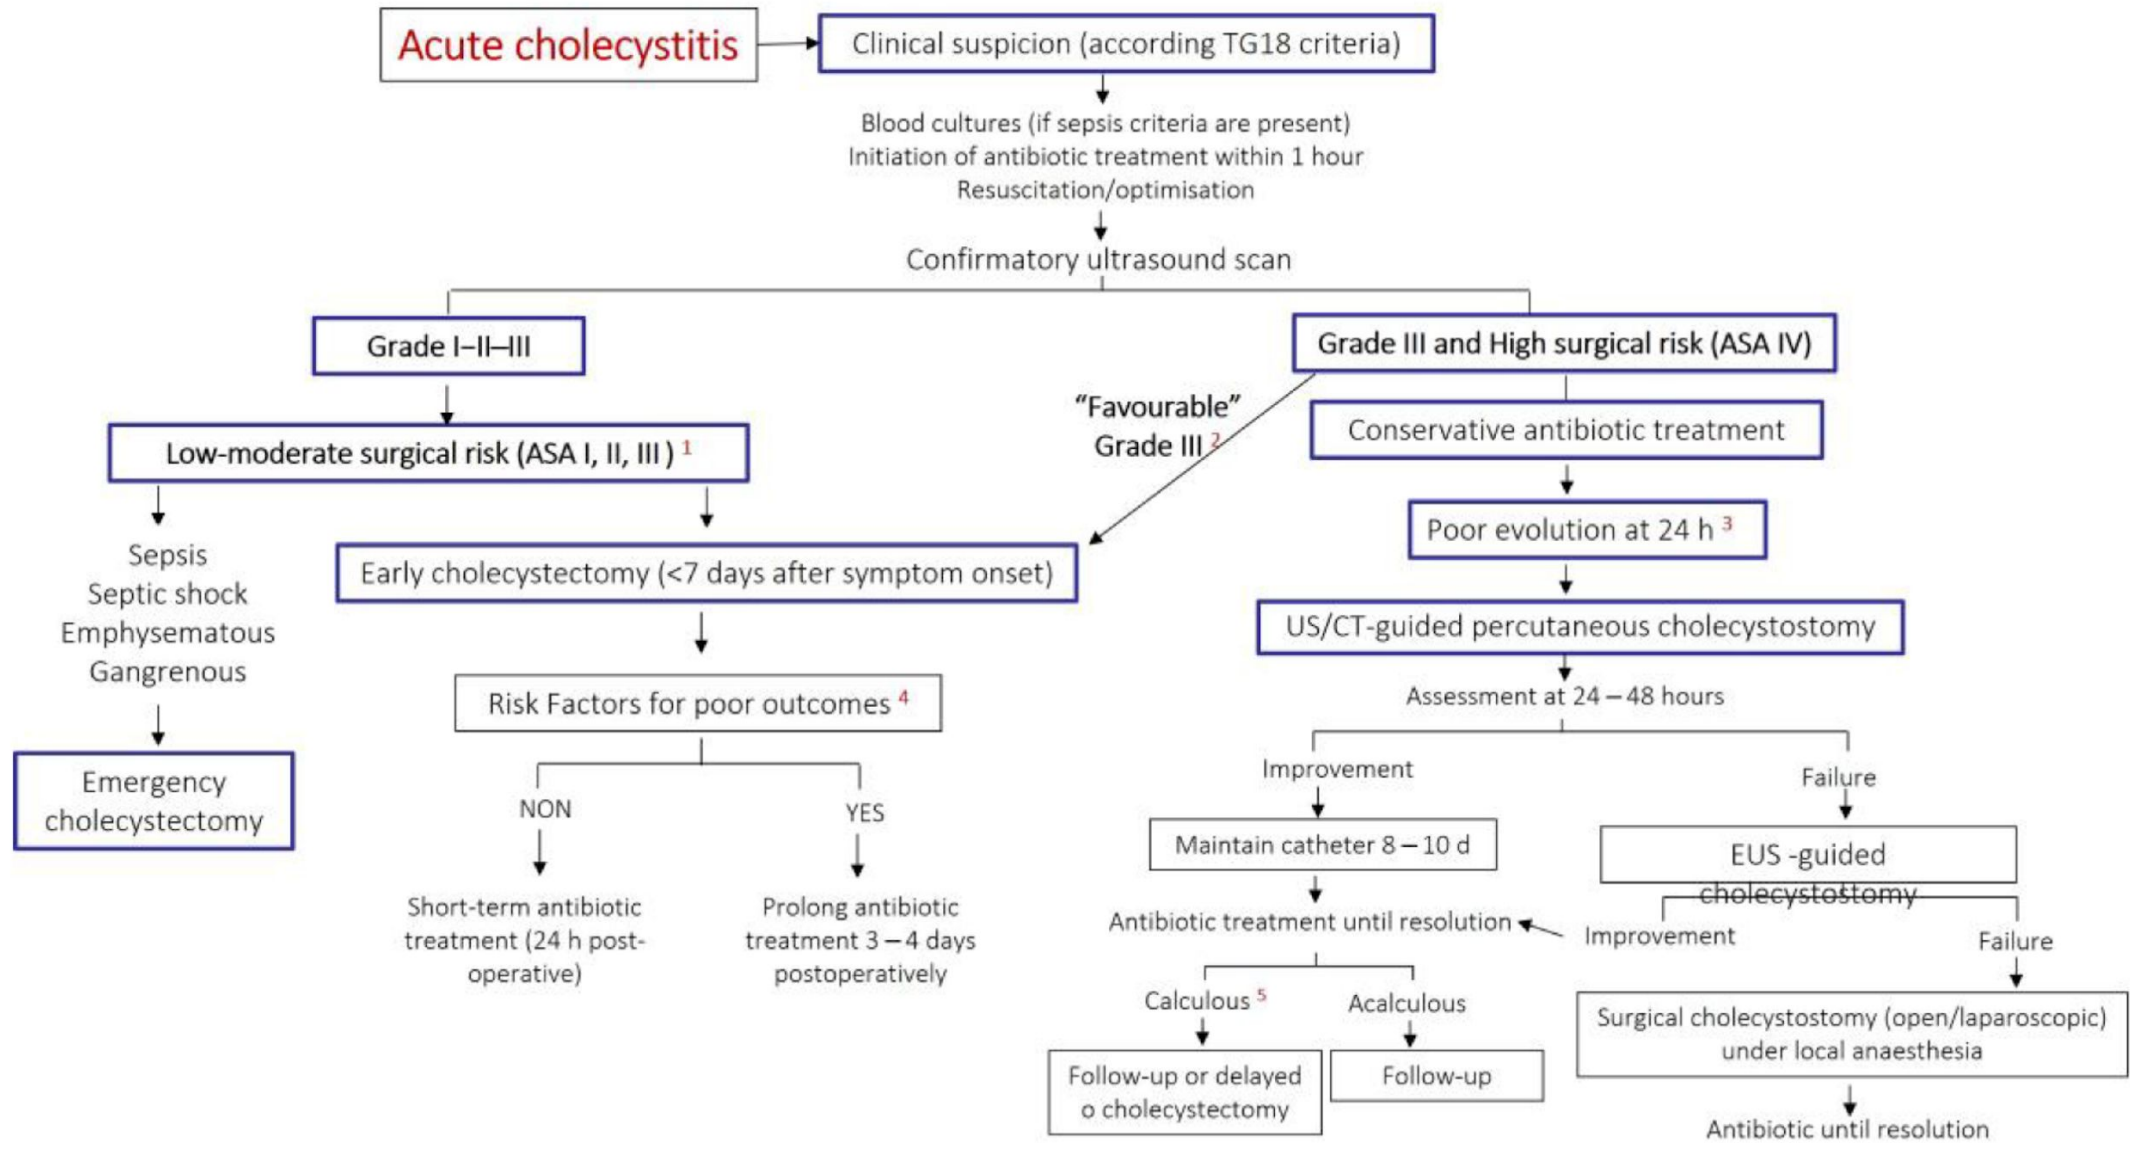 Acute cholecystitis
Clinical suspicion (according TG18 criteria)
Blood cultures (if sepsis criteria are present)
Initiation of antibiotic treatment within 1 hour
Resuscitation/optimisation
Confirmatory ultrasound scan
Grade I–II–III
Low-moderate surgical risk (ASA I, II, III) 1
Sepsis
Septic shock
Emphysematous
Gangrenous
Emergency
cholecystectomy
Early cholecystectomy (<7 days after symptom onset)
Risk Factors for poor outcomes 4
NON
Short-term antibiotic
treatment (24 h post-
operative)
YES
Prolong antibiotic
treatment 3 – 4 days
postoperatively
Grade III and High surgical risk (ASA IV)
"Favourable"
Grade III 2
Conservative antibiotic treatment
Poor evolution at 24 h 3
US/CT-guided percutaneous cholecystostomy
Assessment at 24 – 48 hours
Improvement
Maintain catheter 8 – 10 d
Antibiotic treatment until resolution
Calculous 5
Follow-up or delayed
o cholecystectomy
Acalculous
Follow-up
Failure
EUS -guided
cholecystostomy
Improvement
Failure
Surgical cholecystostomy (open/laparoscopic)
under local anaesthesia
Antibiotic until resolution